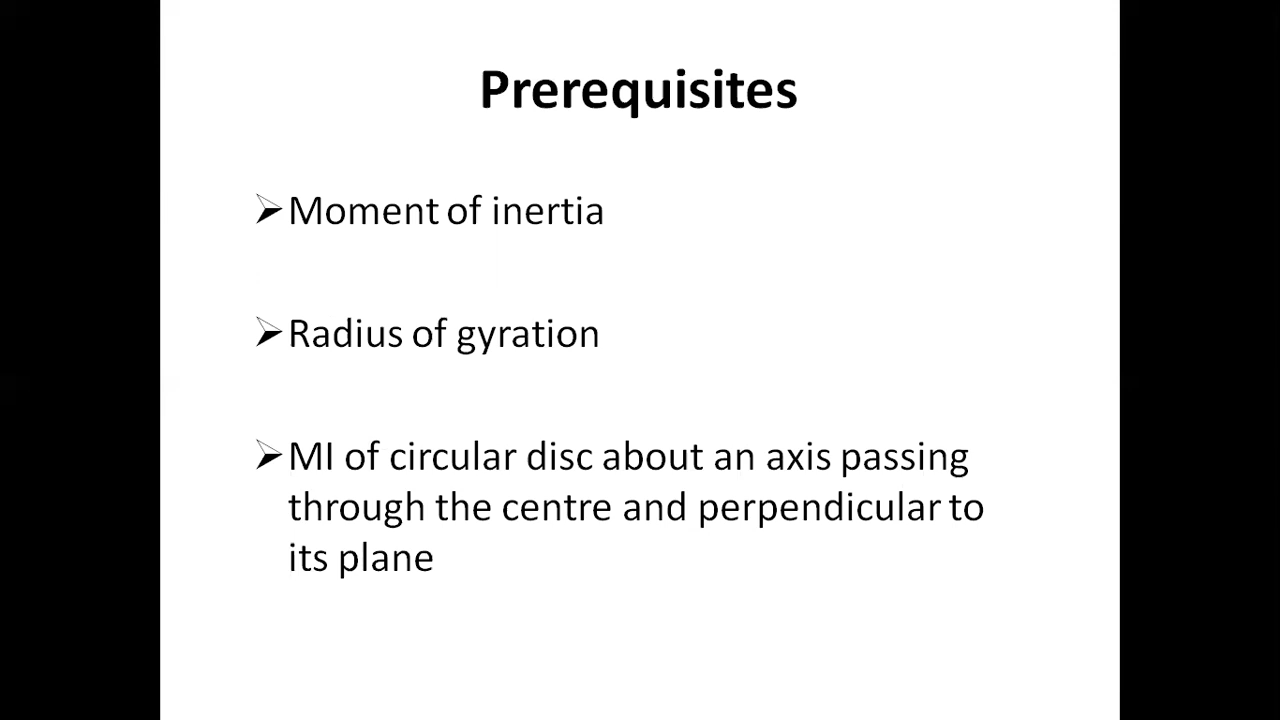 Prerequisites
➢Moment of inertia
➢Radius of gyration
➢MI of circular disc about an axis passing
through the centre and perpendicular to
its plane